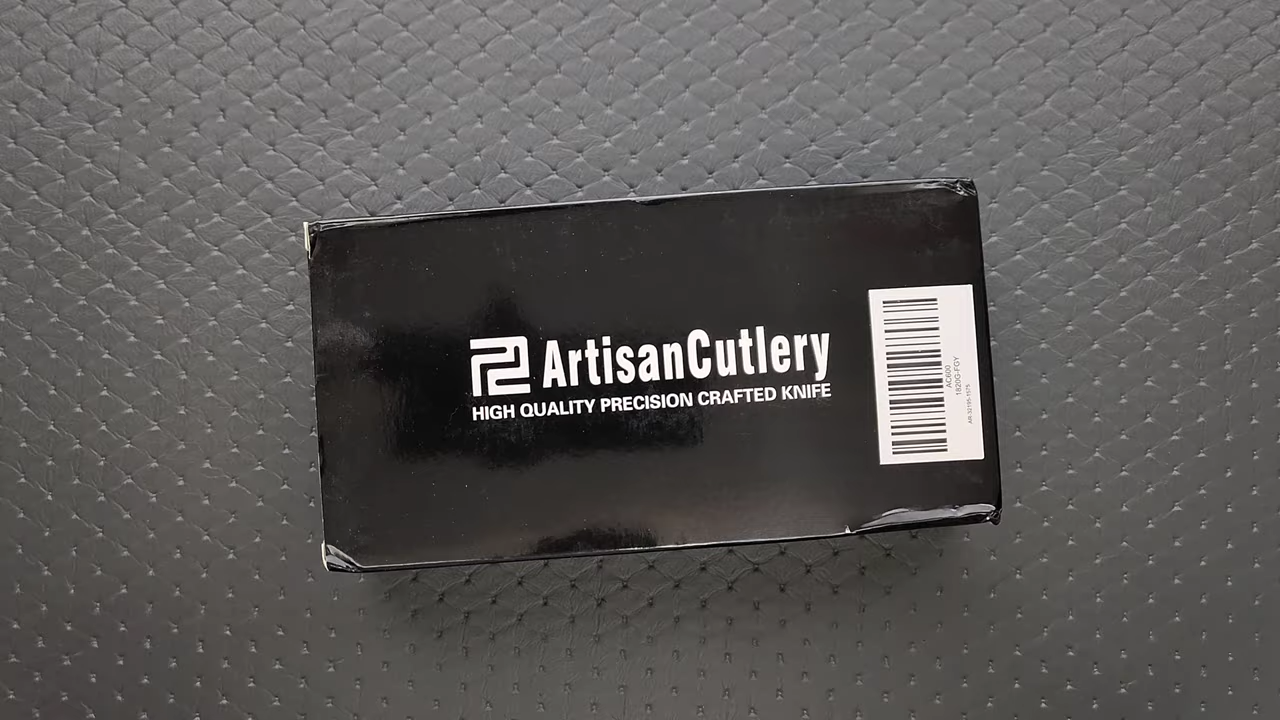 ArtisanCutlery
HIGH QUALITY PRECISION CRAFTED KNIFE
AC600
1820G-FGY